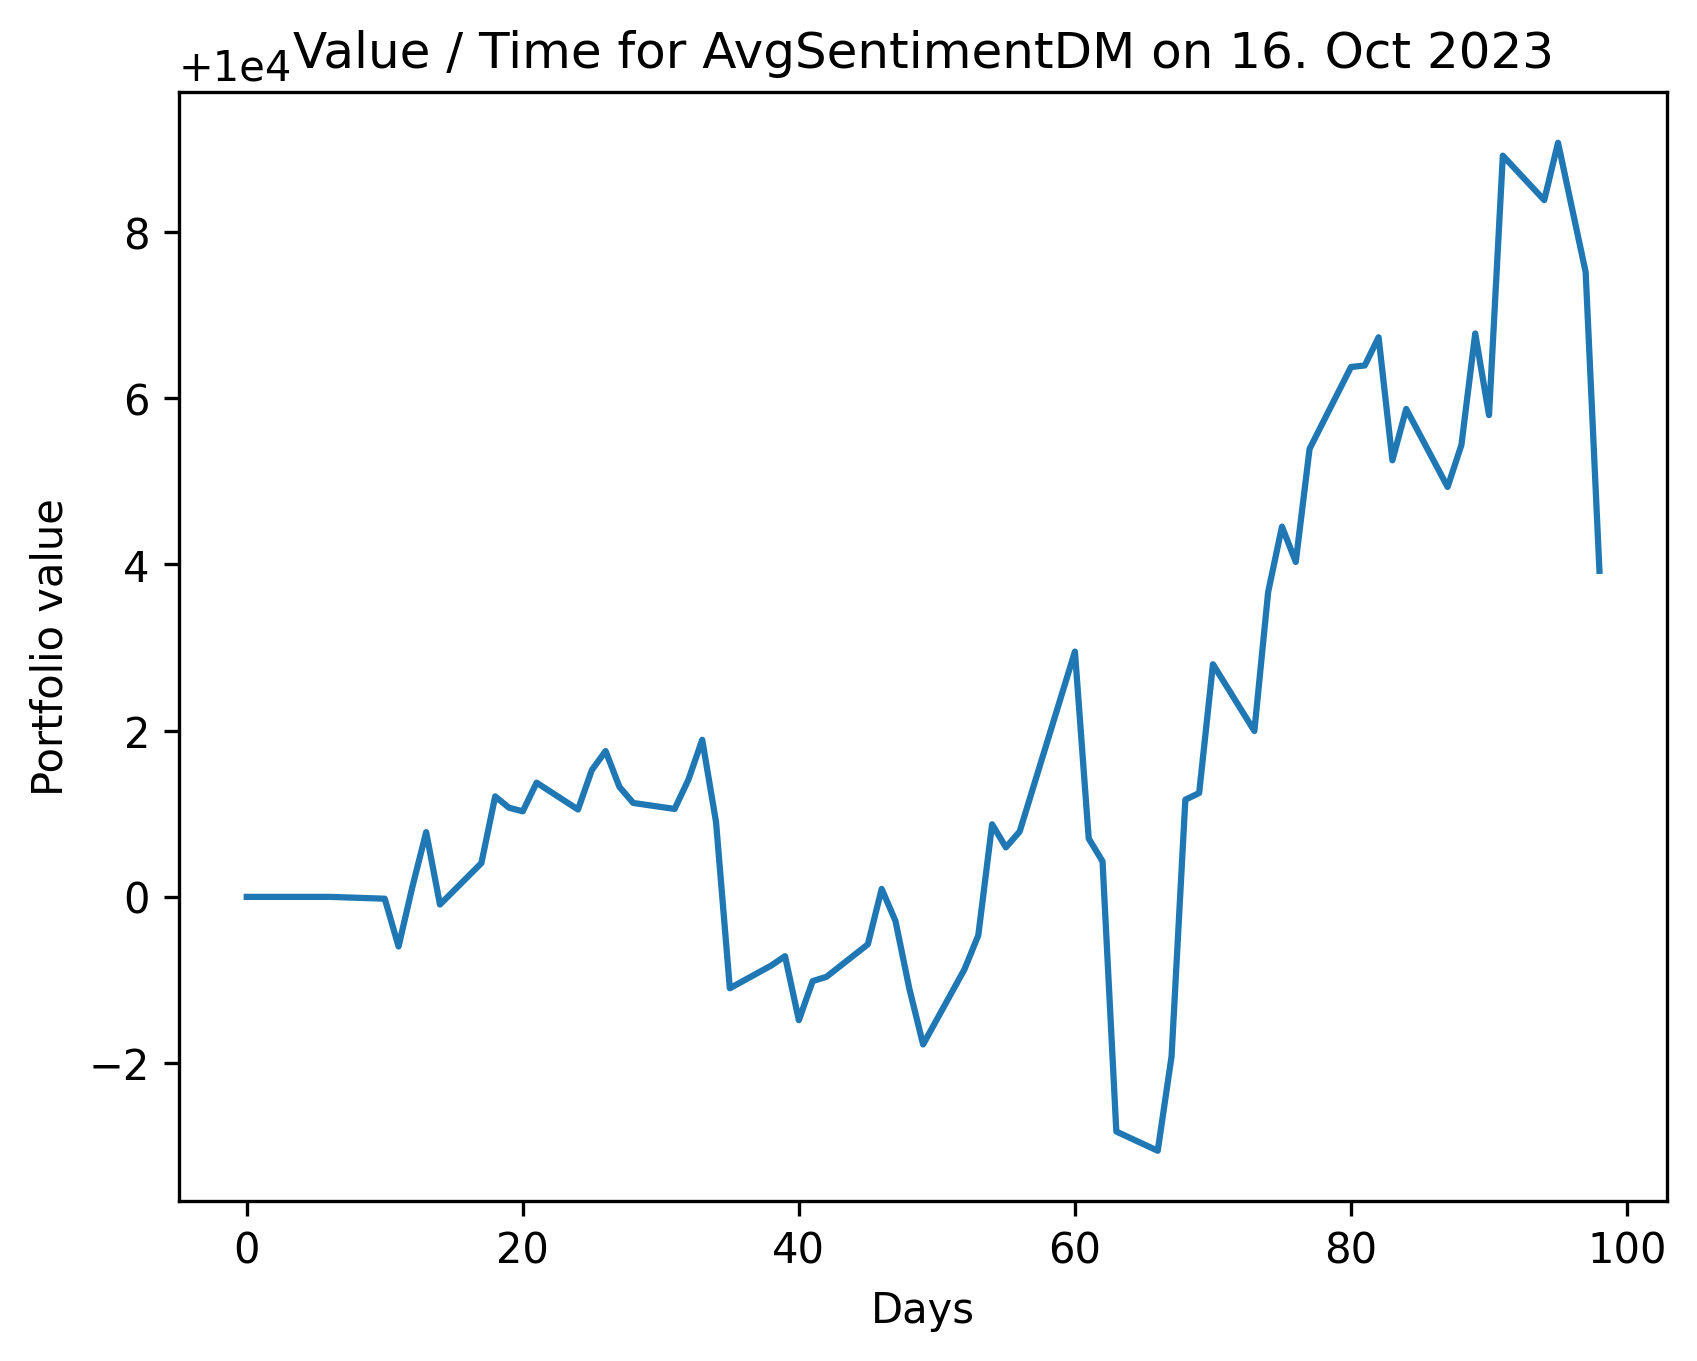 Value / Time for AvgSentimentDM on 16. Oct 2023
+1e4
8
6
4
2
0
−2
Portfolio value
0 20 40 60 80 100
Days